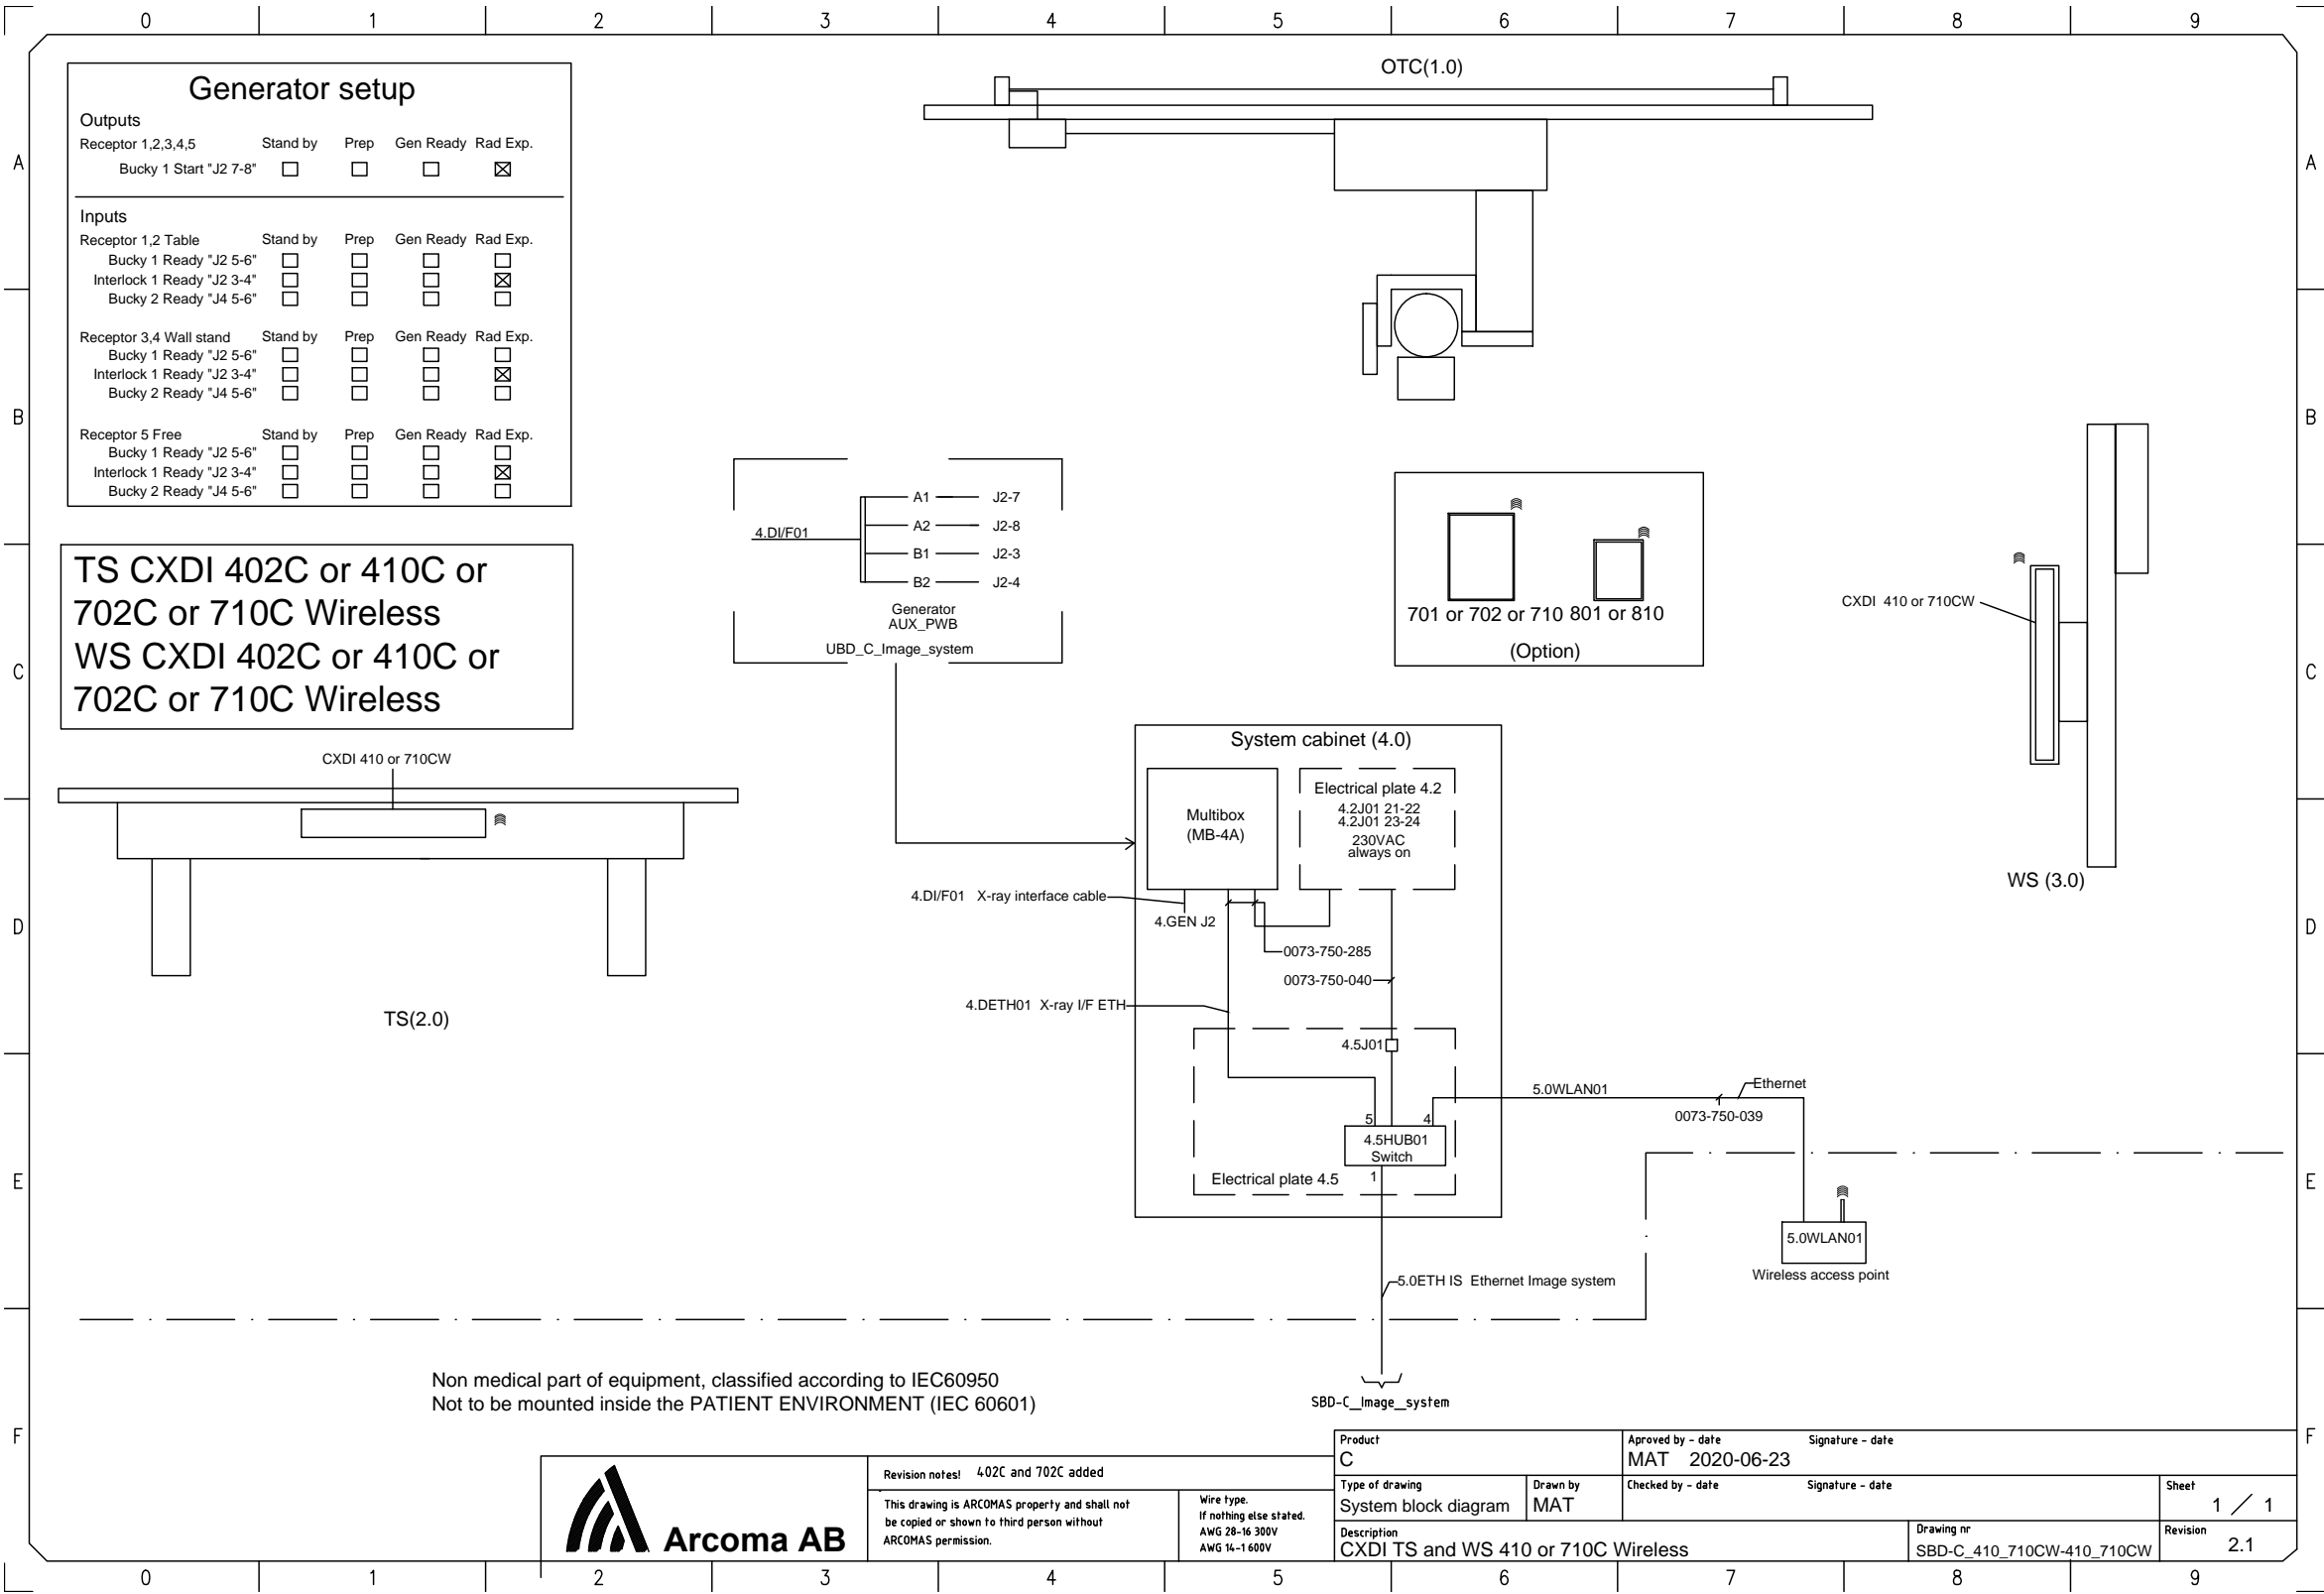 0 1 2 3 4 5 6 7 8 9
A A
B B
C C
D D
E E
F F
Generator setup
Outputs
Receptor 1,2,3,4,5 Stand by Prep Gen Ready Rad Exp.
Bucky 1 Start "J2 7-8"
Inputs
Receptor 1,2 Table Stand by Prep Gen Ready Rad Exp.
Bucky 1 Ready "J2 5-6"
Interlock 1 Ready "J2 3-4"
Bucky 2 Ready "J4 5-6"
Receptor 3,4 Wall stand Stand by Prep Gen Ready Rad Exp.
Bucky 1 Ready "J2 5-6"
Interlock 1 Ready "J2 3-4"
Bucky 2 Ready "J4 5-6"
Receptor 5 Free Stand by Prep Gen Ready Rad Exp.
Bucky 1 Ready "J2 5-6"
Interlock 1 Ready "J2 3-4"
Bucky 2 Ready "J4 5-6"
OTC(1.0)
TS CXDI 402C or 410C or
702C or 710C Wireless
WS CXDI 402C or 410C or
702C or 710C Wireless
4.DI/F01
A1 J2-7
A2 J2-8
B1 J2-3
B2 J2-4
Generator
AUX_PWB
UBD_C_Image_system
701 or 702 or 710 801 or 810
(Option)
CXDI 410 or 710CW
WS (3.0)
CXDI 410 or 710CW
TS(2.0)
System cabinet (4.0)
Multibox
(MB-4A)
Electrical plate 4.2
4.2J01 21-22
4.2J01 23-24
230VAC
always on
4.DI/F01 X-ray interface cable
4.GEN J2
0073-750-285
0073-750-040
4.DETH01 X-ray I/F ETH
4.5J01
5 4
4.5HUB01
Switch
1
Electrical plate 4.5
5.0WLAN01
Ethernet
0073-750-039
5.0WLAN01
Wireless access point
5.0ETH IS Ethernet Image system
SBD-C_Image_system
Non medical part of equipment, classified according to IEC60950
Not to be mounted inside the PATIENT ENVIRONMENT (IEC 60601)
Arcoma AB
Revision notes! 402C and 702C added
This drawing is ARCOMAS property and shall not
be copied or shown to third person without
ARCOMAS permission.
Wire type.
If nothing else stated.
AWG 28-16 300V
AWG 14-1 600V
Product
C
Aproved by - date Signature - date
MAT 2020-06-23
Type of drawing
System block diagram
Drawn by
MAT
Checked by - date Signature - date
Sheet
1 / 1
Description
CXDI TS and WS 410 or 710C Wireless
Drawing nr
SBD-C_410_710CW-410_710CW
Revision
2.1
0 1 2 3 4 5 6 7 8 9